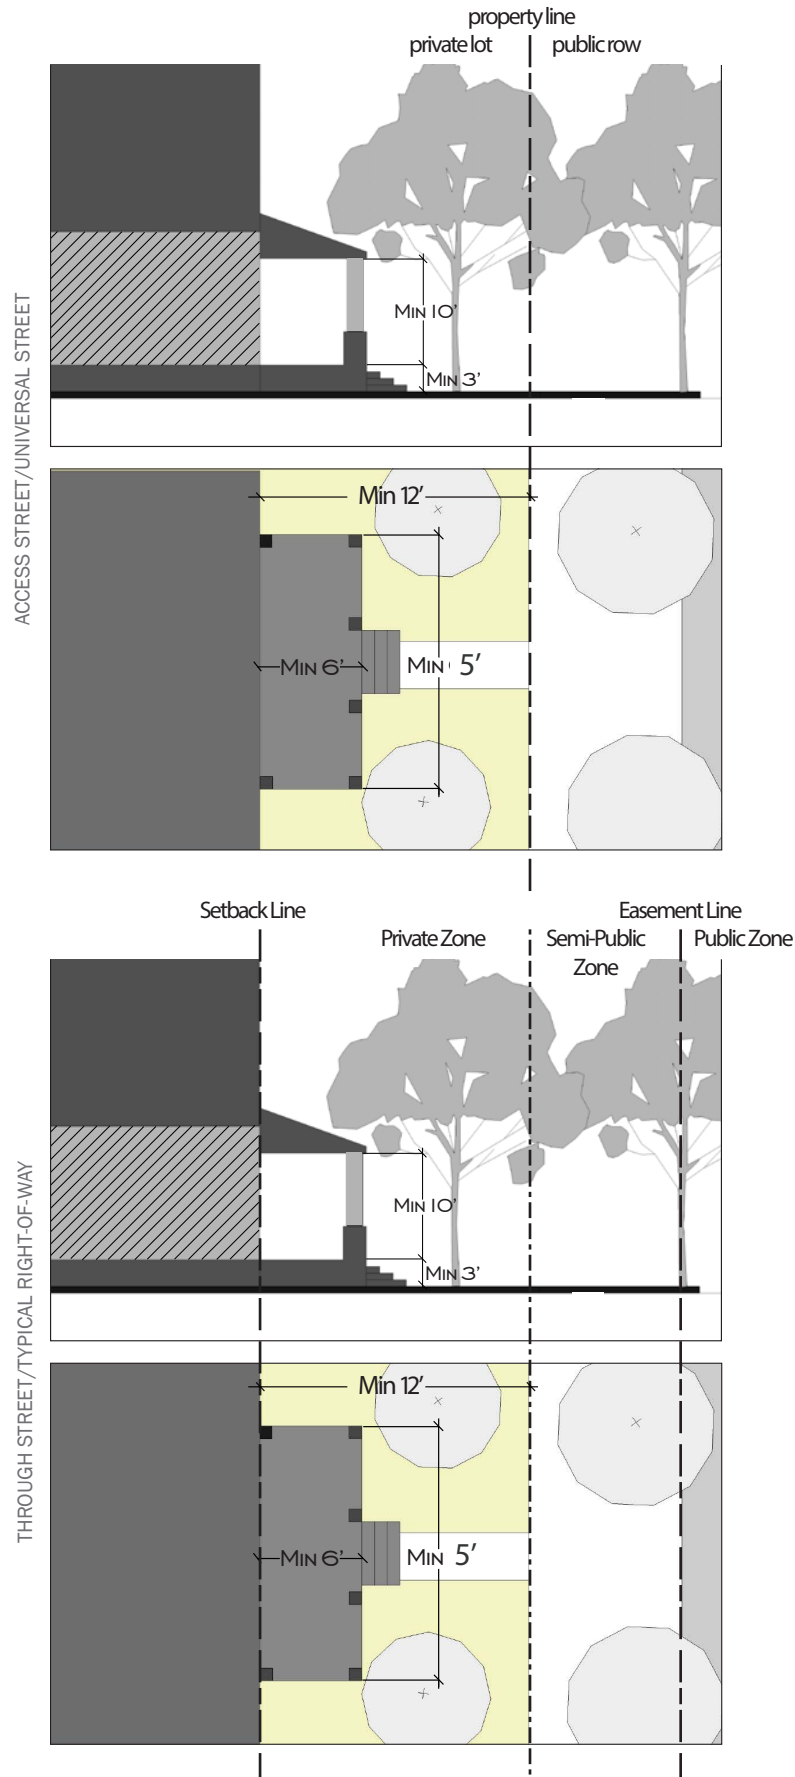 property line
private lot
public row
ACCESS STREET/UNIVERSAL STREET
MIN 10'
MIN 3'
Min 12'
MIN 6'
MIN 5'
Setback Line
Easement Line
Private Zone
Semi-Public
Zone
Public Zone
THROUGH STREET/TYPICAL RIGHT-OF-WAY
MIN 10'
MIN 3'
Min 12'
MIN 6'
MIN 5'